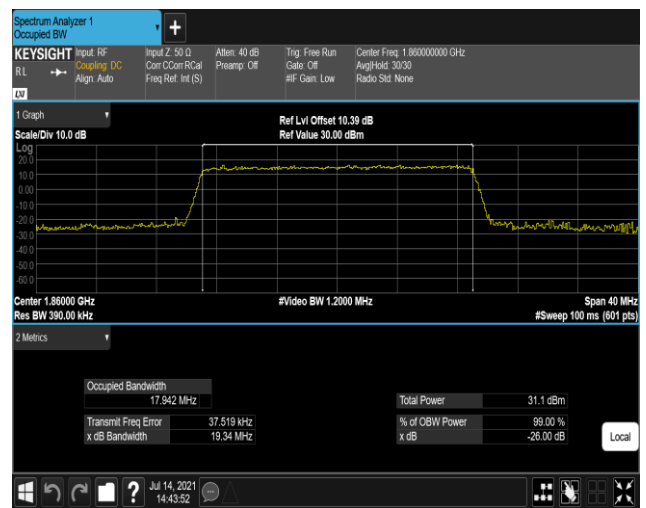 Spectrum Analyzer 1
Occupied BW
+
KEYSIGHT Input: RF Input Z: 50 Ω Atten: 40 dB Trig: Free Run Center Freq: 1.860000000 GHz
RL Coupling: DC Corr CCorr RCal Preamp: Off Gate: Off Avg|Hold: 30/30
Align: Auto Freq Ref: Int (S) #IF Gain: Low Radio Std: None
LXI
1 Graph
Ref Lvl Offset 10.39 dB
Scale/Div 10.0 dB Ref Value 30.00 dBm
Log
20.0
10.0
0.00
-10.0
-20.0
-30.0
-40.0
-50.0
-60.0
Center 1.86000 GHz #Video BW 1.2000 MHz Span 40 MHz
Res BW 390.00 kHz #Sweep 100 ms (601 pts)
2 Metrics
Occupied Bandwidth
17.942 MHz Total Power 31.1 dBm
Transmit Freq Error 37.519 kHz % of OBW Power 99.00 %
x dB Bandwidth 19.34 MHz x dB -26.00 dB
Local
? Jul 14, 2021
14:43:52